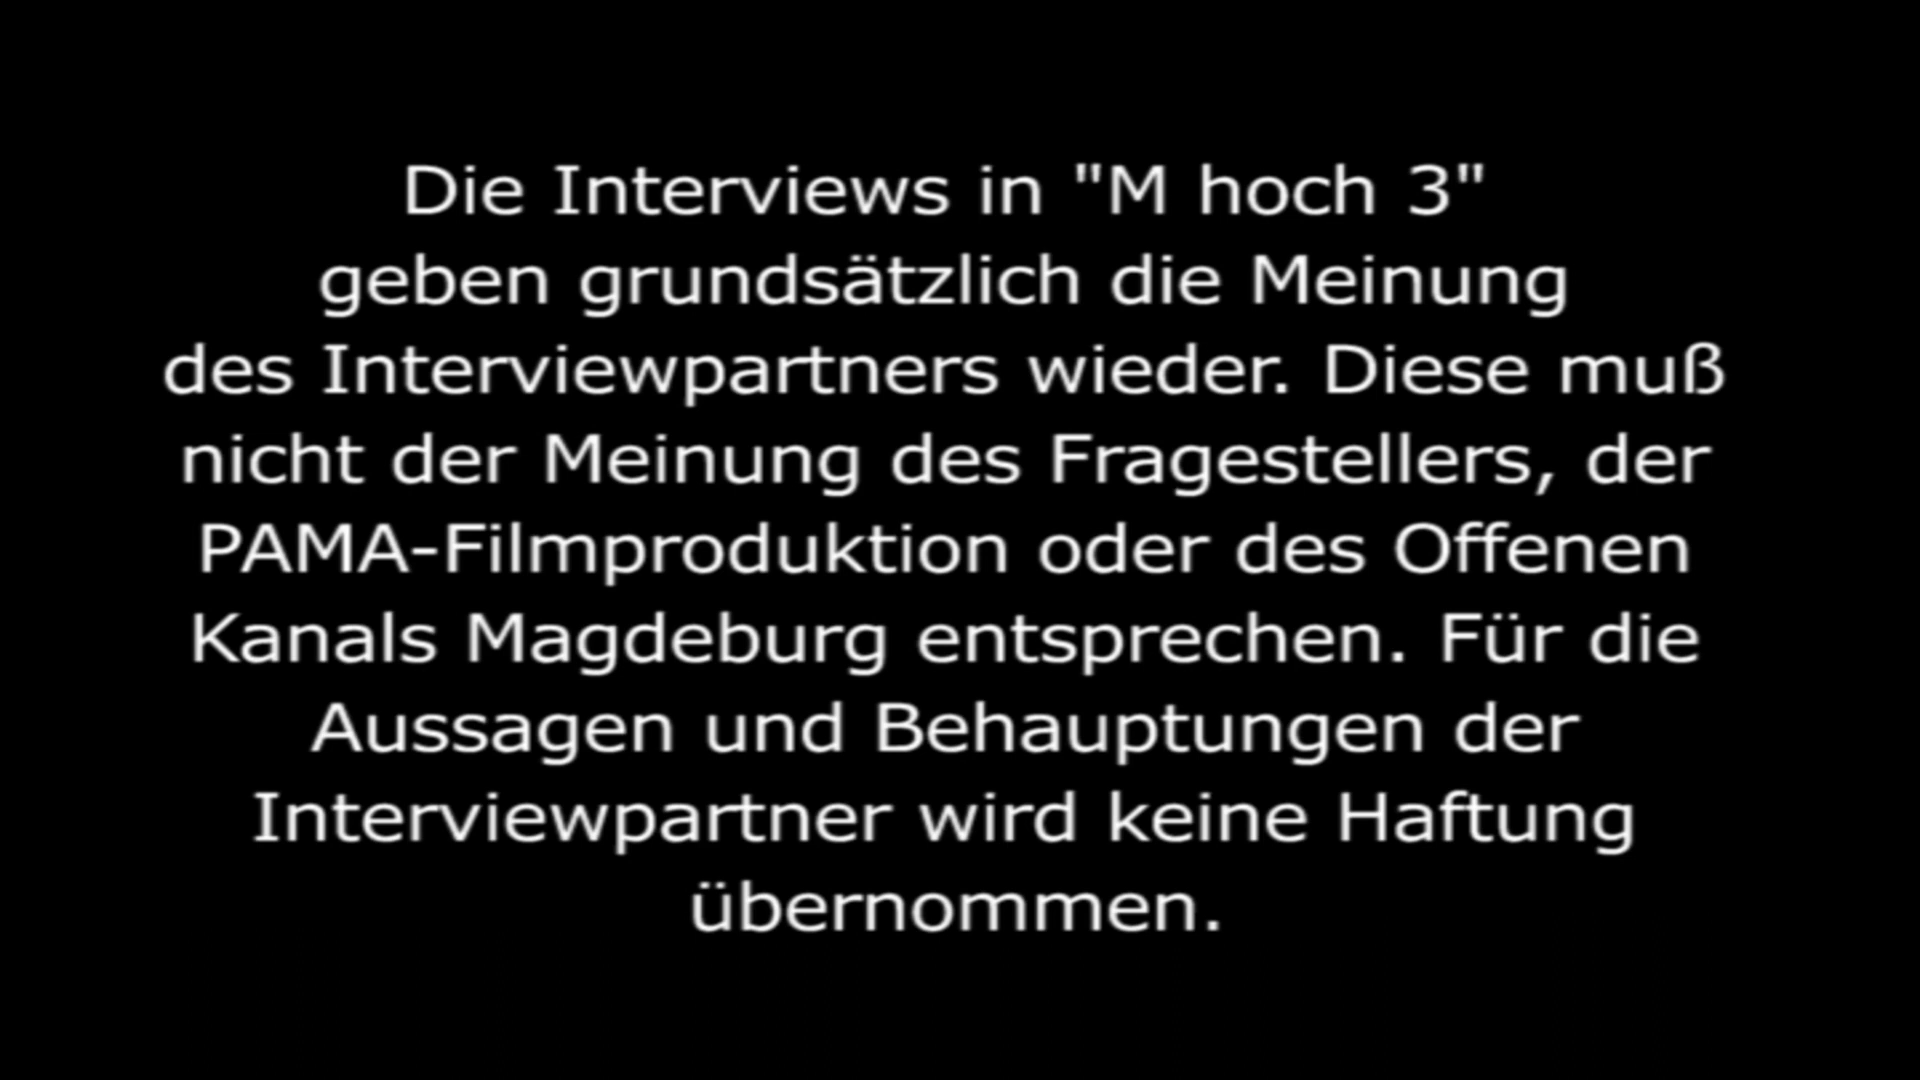 Die Interviews in "M hoch 3"
geben grundsätzlich die Meinung
des Interviewpartners wieder. Diese muß
nicht der Meinung des Fragestellers, der
PAMA-Filmproduktion oder des Offenen
Kanals Magdeburg entsprechen. Für die
Aussagen und Behauptungen der
Interviewpartner wird keine Haftung
übernommen.